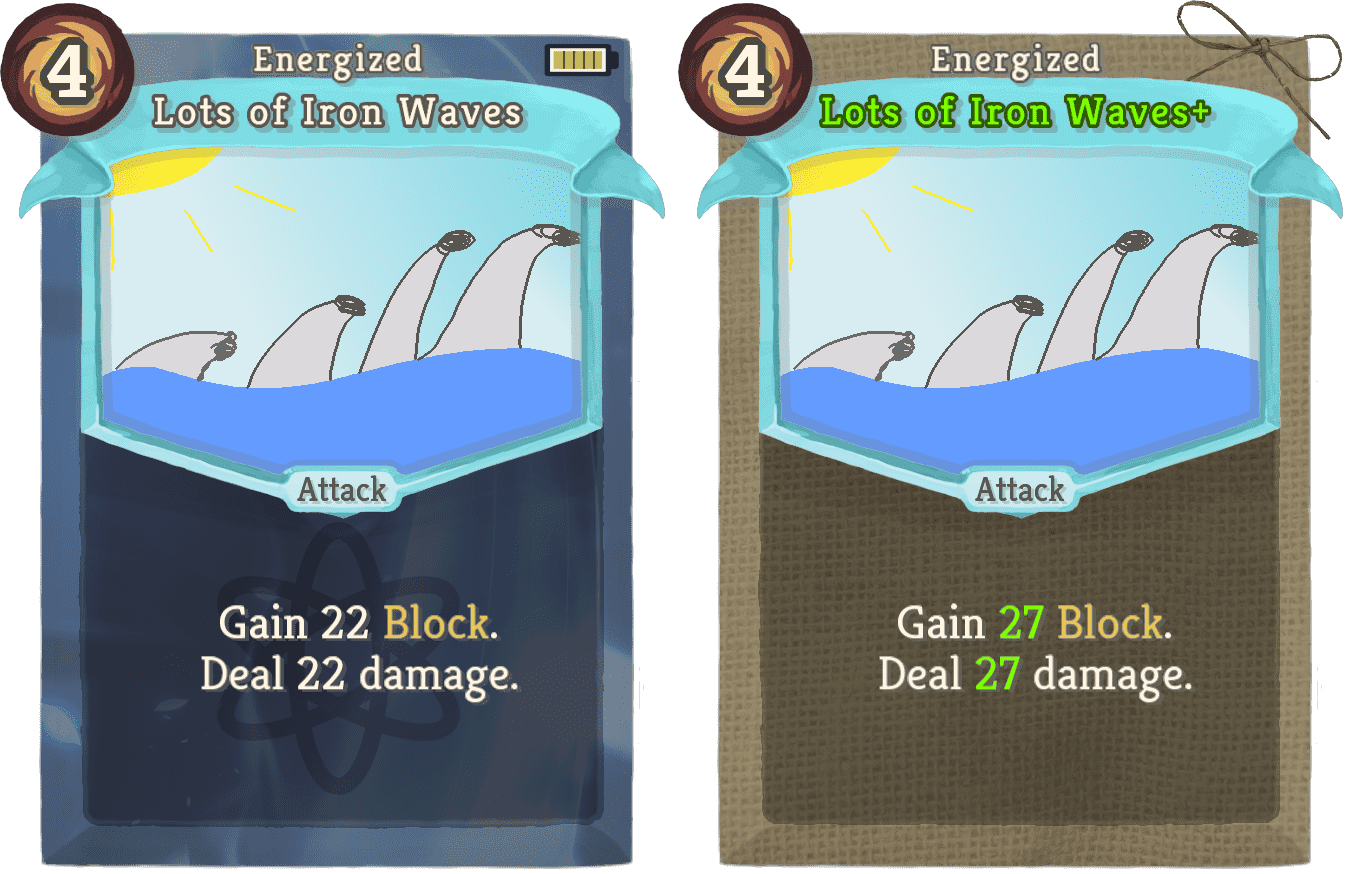 4
Energized
Lots of Iron Waves
Attack
Gain 22 Block.
Deal 22 damage.
4
Energized
Lots of Iron Waves+
Attack
Gain 27 Block.
Deal 27 damage.